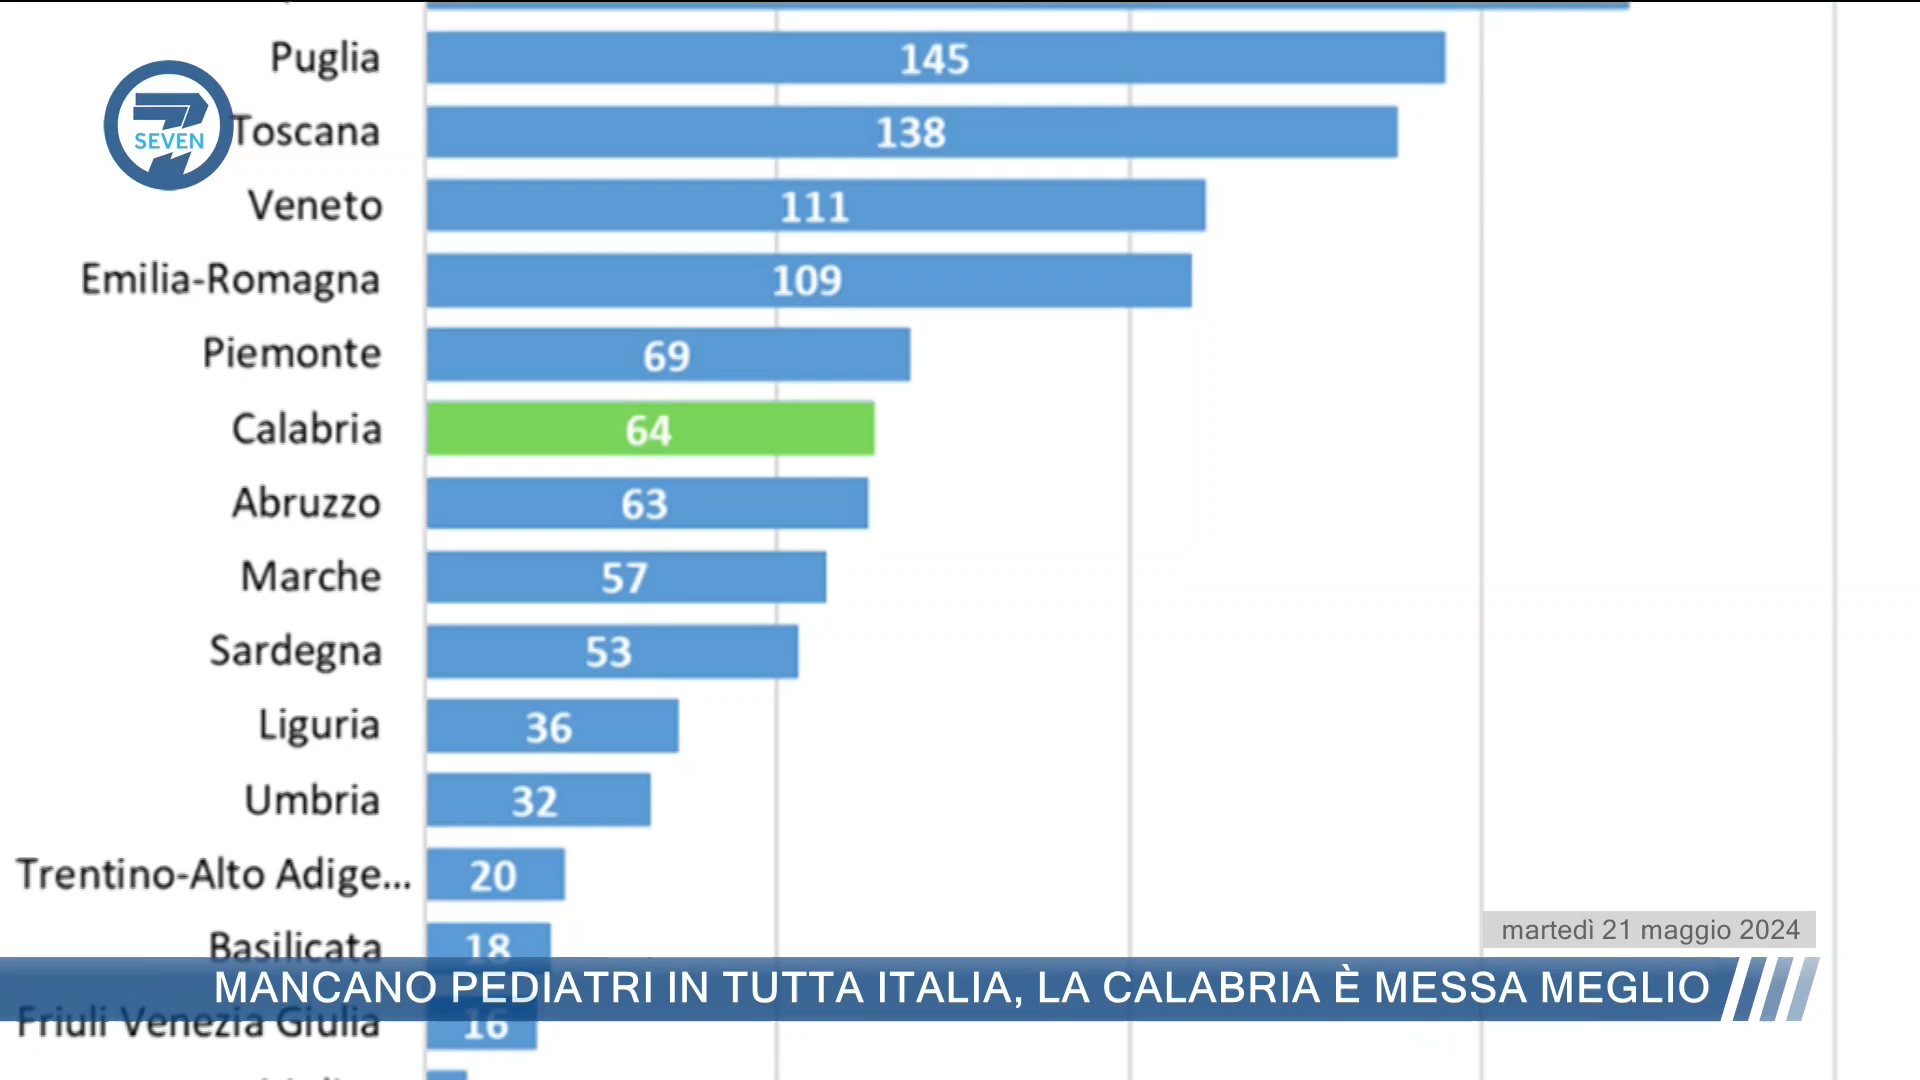 Puglia 145
SEVEN
Toscana 138
Veneto 111
Emilia-Romagna 109
Piemonte 69
Calabria 64
Abruzzo 63
Marche 57
Sardegna 53
Liguria 36
Umbria 32
Trentino-Alto Adige... 20
martedì 21 maggio 2024
Basilicata 18
MANCANO PEDIATRI IN TUTTA ITALIA, LA CALABRIA È MESSA MEGLIO
Friuli Venezia Giulia 16